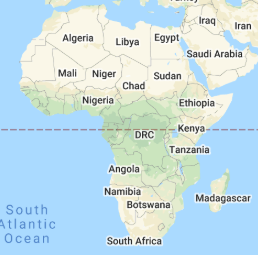 Turkey
Iraq
Iran
Algeria
Libya
Egypt
Saudi Arabia
Mali
Niger
Chad
Sudan
Nigeria
Ethiopia
DRC
Kenya
Tanzania
Angola
Namibia
Botswana
Madagascar
South
Atlantic
Ocean
South Africa